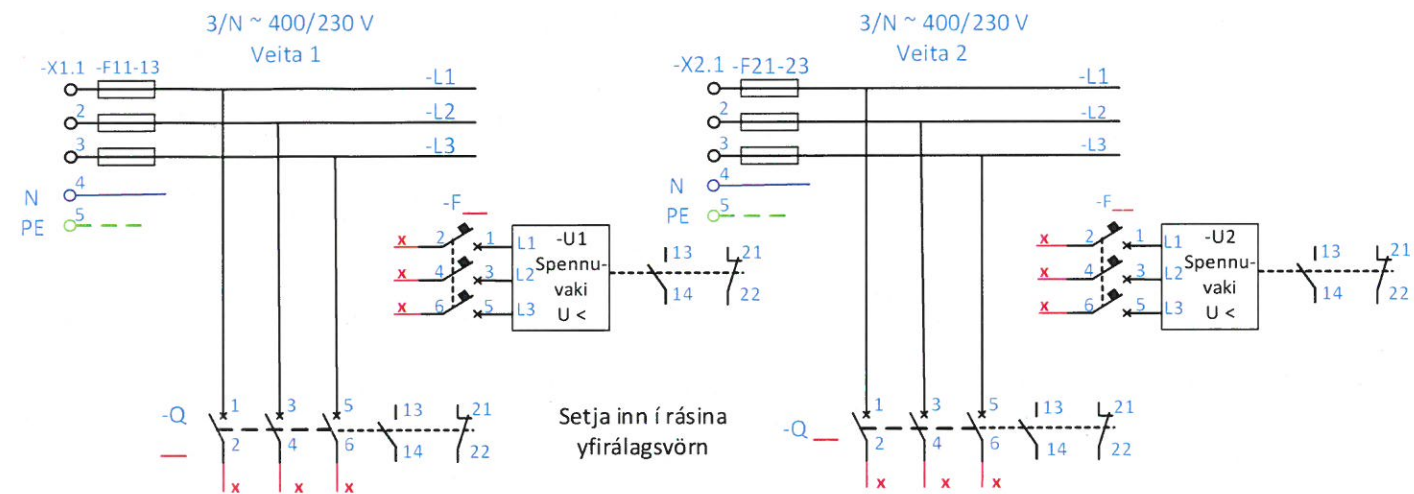 3/N ~ 400/230 V
Veita 1
-X1.1 -F11-13
-L1
2
-L2
3
-L3
N 4
PE 5
-F__
x 2 1 L1
x 4 3 L2
x 6 5 L3
-U1
Spennu-
vaki
U <
13 21
14 22
-Q __
1 3 5 13 21
2 4 6 14 22
x x x
Setja inn í rásina
yfirálagsvörn
3/N ~ 400/230 V
Veita 2
-X2.1 -F21-23
-L1
2
-L2
3
-L3
N 4
PE 5
-F__
x 2 1 L1
x 4 3 L2
x 6 5 L3
-U2
Spennu-
vaki
U <
13 21
14 22
-Q __
1 3 5 13 21
2 4 6 14 22
x x x